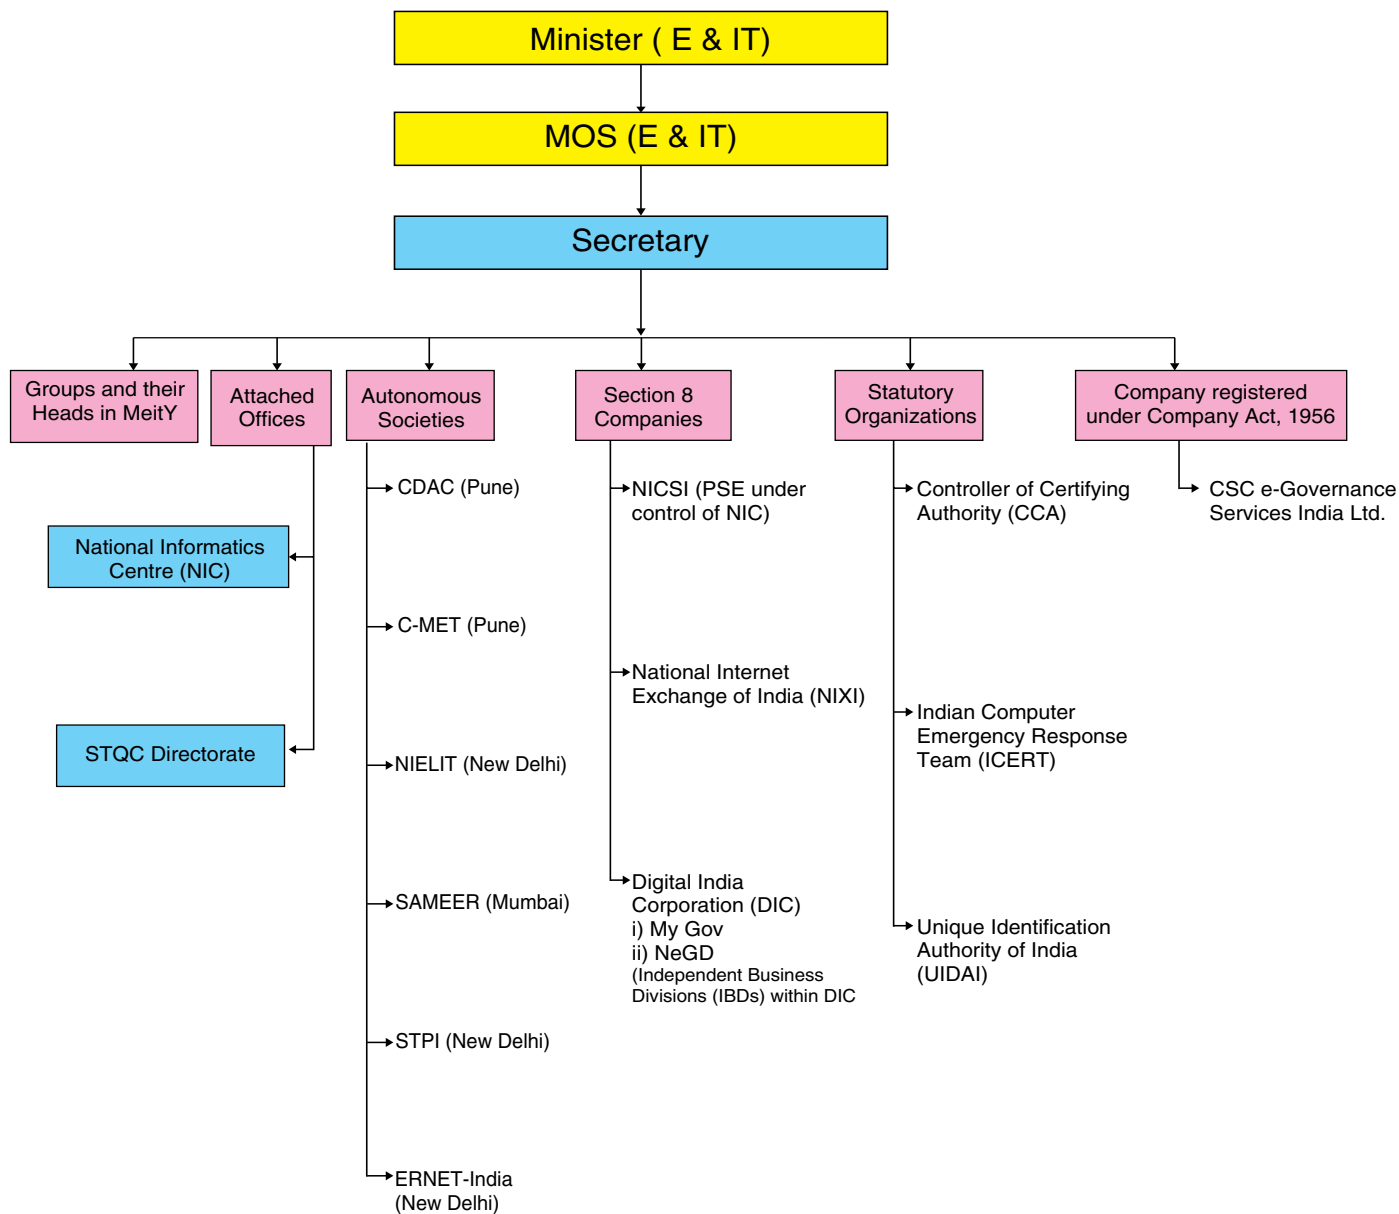 Minister ( E & IT)
MOS (E & IT)
Secretary
Groups and their
Heads in MeitY
Attached
Offices
National Informatics
Centre (NIC)
STQC Directorate
Autonomous
Societies
CDAC (Pune)
C-MET (Pune)
NIELIT (New Delhi)
SAMEER (Mumbai)
STPI (New Delhi)
ERNET-India
(New Delhi)
Section 8
Companies
NICSI (PSE under
control of NIC)
National Internet
Exchange of India (NIXI)
Digital India
Corporation (DIC)
i) My Gov
ii) NeGD
(Independent Business
Divisions (IBDs) within DIC
Statutory
Organizations
Controller of Certifying
Authority (CCA)
Indian Computer
Emergency Response
Team (ICERT)
Unique Identification
Authority of India
(UIDAI)
Company registered
under Company Act, 1956
CSC e-Governance
Services India Ltd.